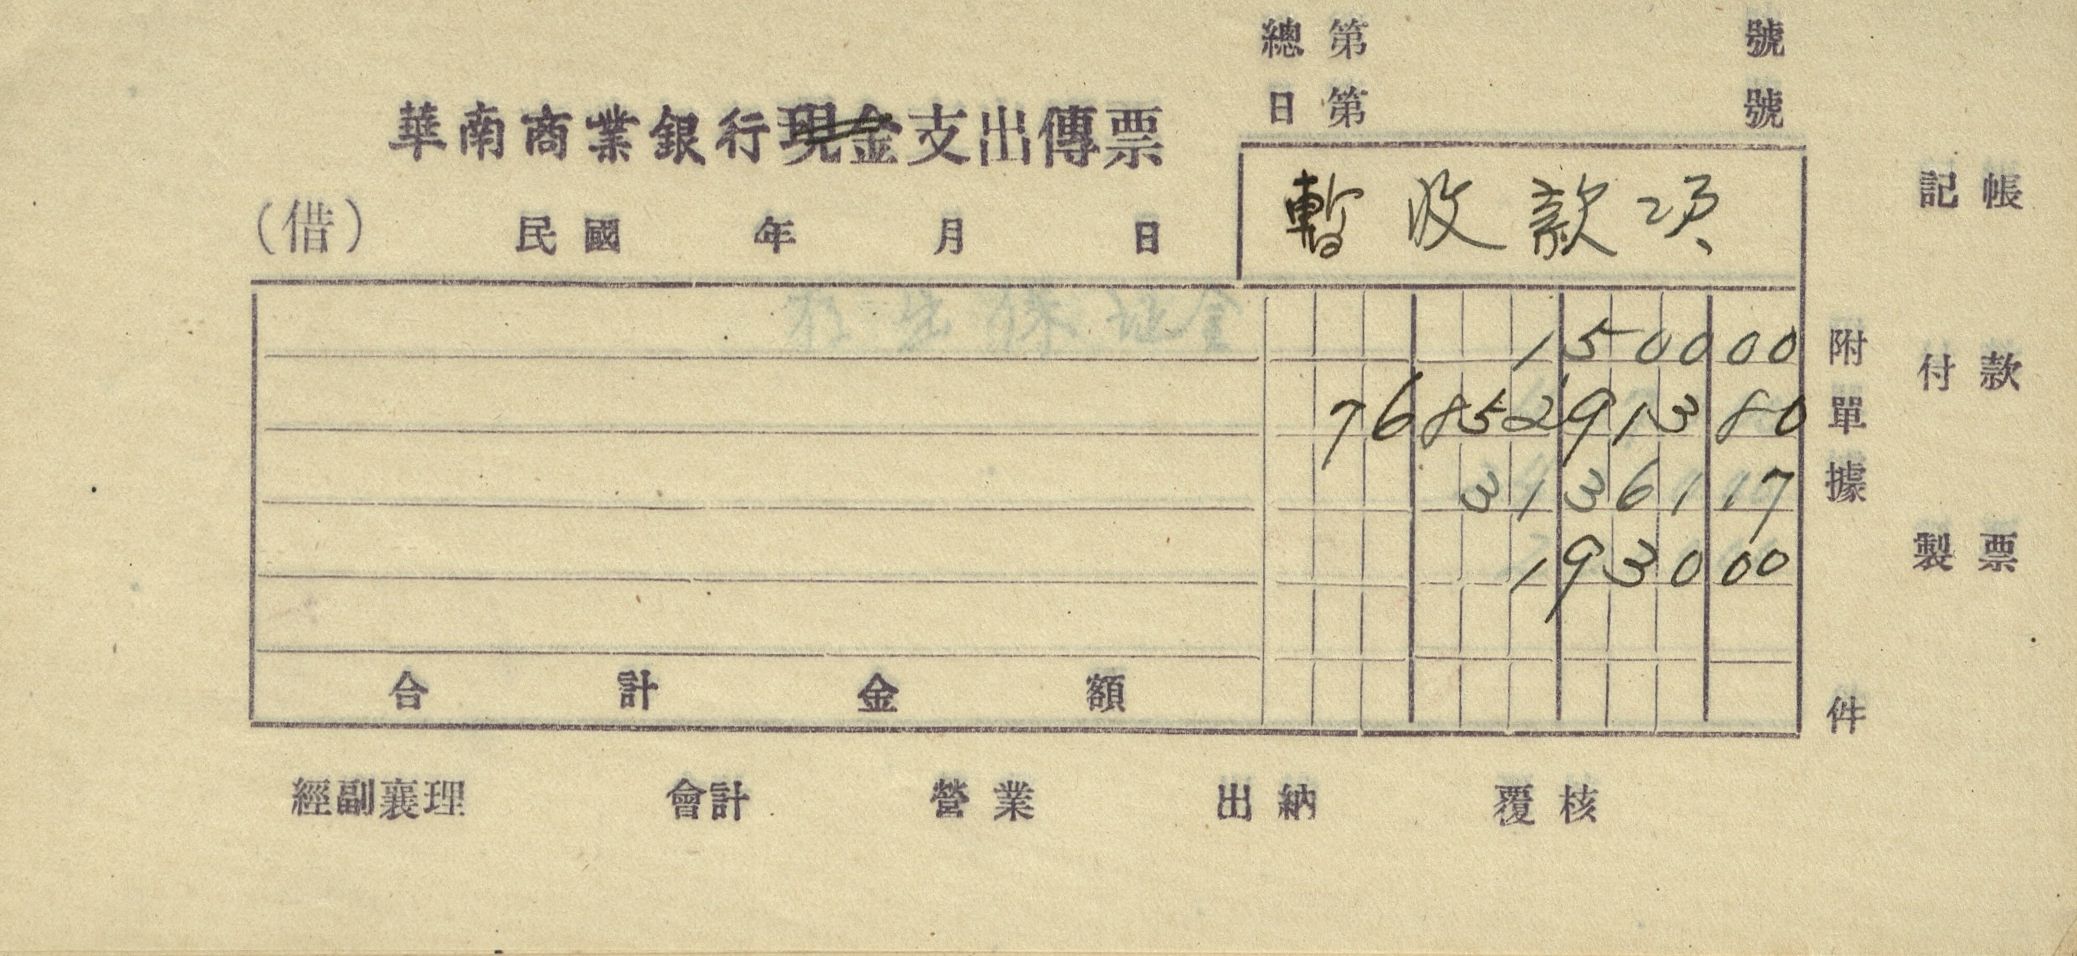 總第 號
日第 號
華南商業銀行現金支出傳票
(借) 民國 年 月 日
暫收款項
150000
7685291380
3136117
193000
合計金額
附單據 件
記帳
付款
製票
經副襄理 會計 營業 出納 覆核